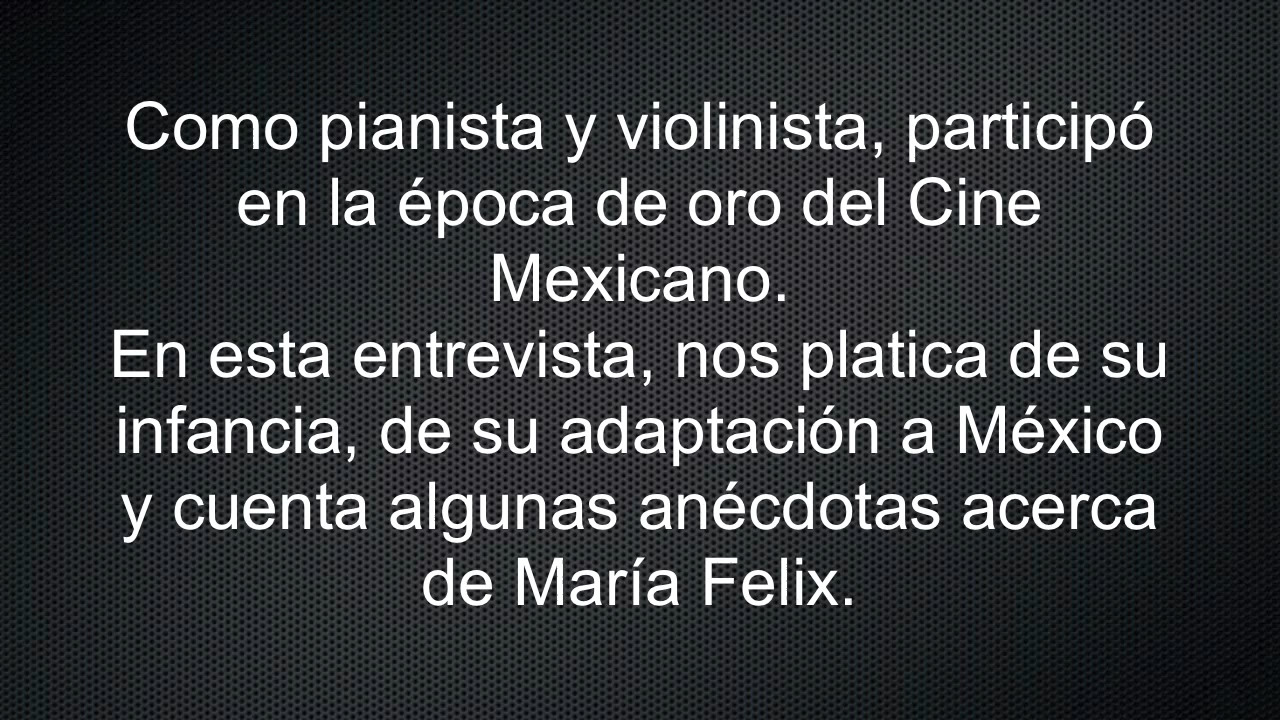 Como pianista y violinista, participó
en la época de oro del Cine
Mexicano.
En esta entrevista, nos platica de su
infancia, de su adaptación a México
y cuenta algunas anécdotas acerca
de María Felix.